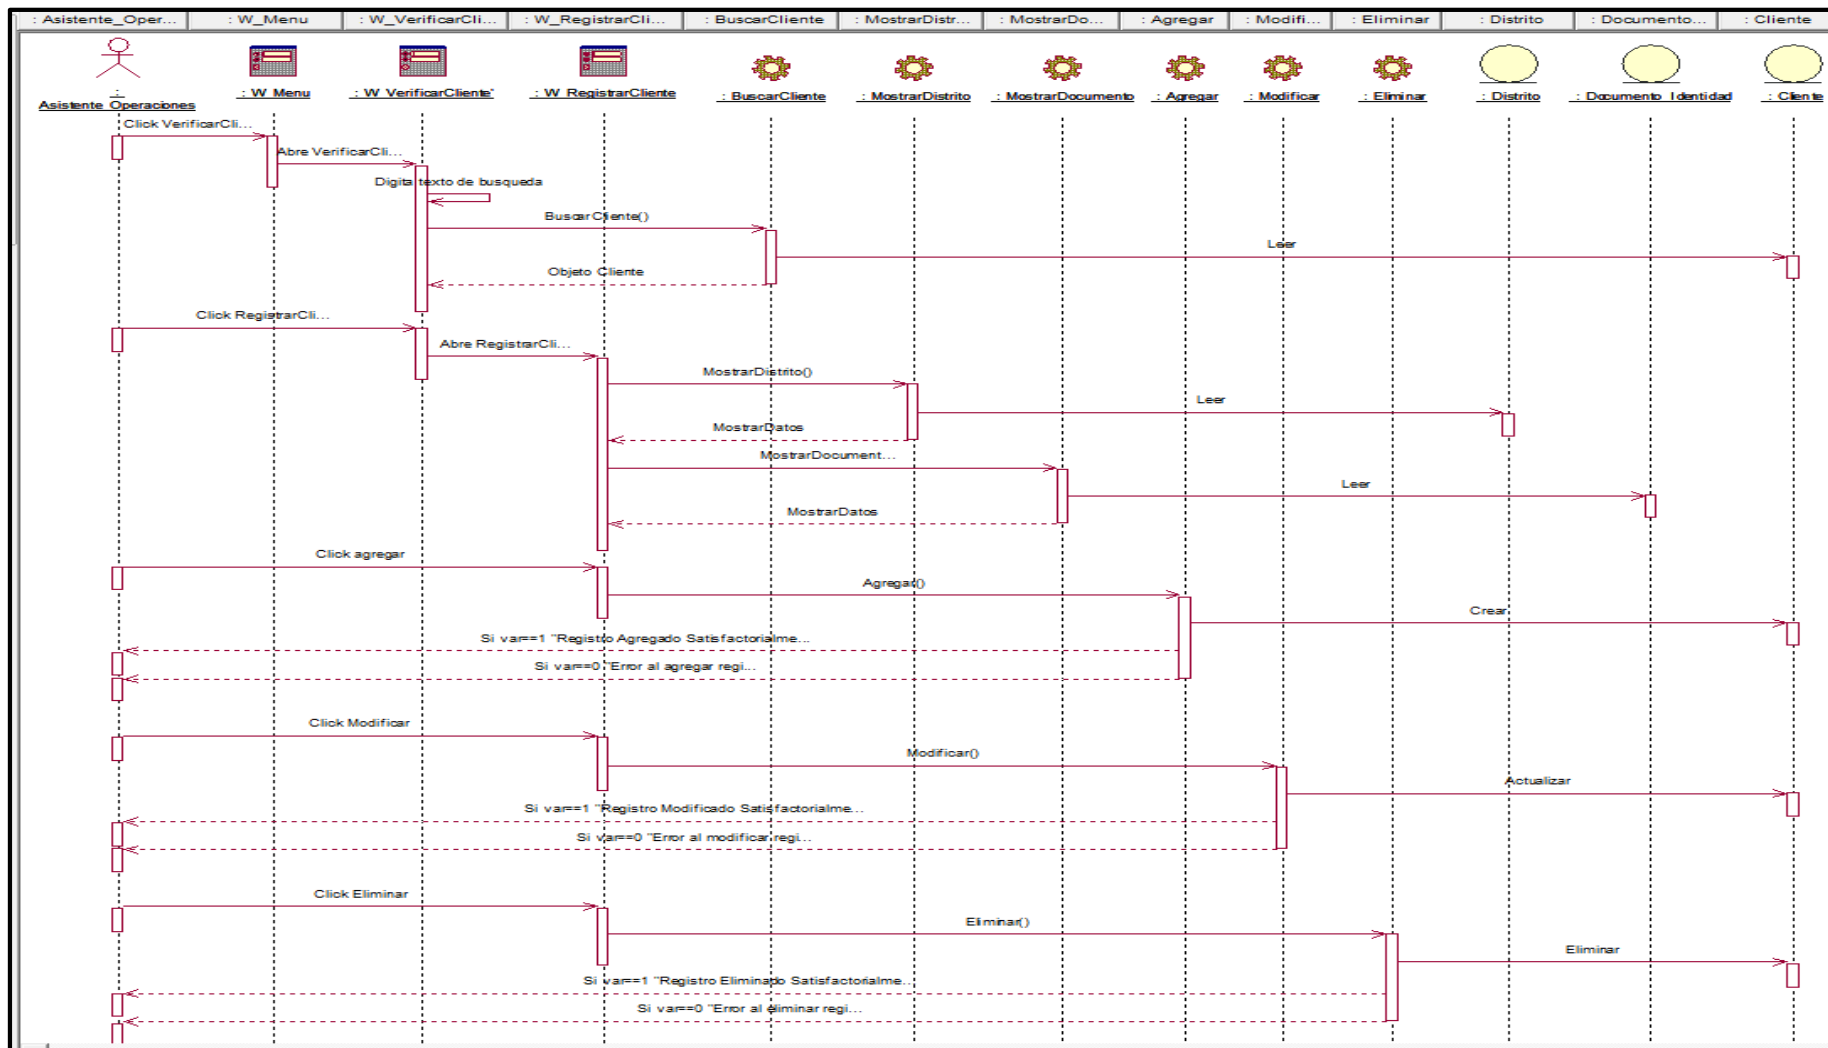 : Asistente_Oper...
: W_Menu
: W_VerificarCli...
: W_RegistrarCli...
: BuscarCliente
: MostrarDistr...
: MostrarDo...
: Agregar
: Modifi...
: Eliminar
: Distrito
: Documento...
: Cliente
:
Asistente_Operaciones
: W_Menu
: W_VerificarCliente"
: W_RegistrarCliente
: BuscarCliente
: MostrarDistrito
: MostrarDocumento
: Agregar
: Modificar
: Eliminar
: Distrito
: Documento_Identidad
: Cliente
Click VerificarCli...
Abre VerificarCli...
Digita texto de busqueda
BuscarCliente()
Leer
Objeto Cliente
Click RegistrarCli...
Abre RegistrarCli...
MostrarDistrito()
Leer
MostrarDatos
MostrarDocument...
Leer
MostrarDatos
Click agregar
Agregar()
Crear
Si var==1 "Registro Agregado Satisfactorialme...
Si var==0 "Error al agregar regi...
Click Modificar
Modificar()
Actualizar
Si var==1 "Registro Modificado Satisfactorialme...
Si var==0 "Error al modificar regi...
Click Eliminar
Eliminar()
Eliminar
Si var==1 "Registro Eliminado Satisfactorialme...
Si var==0 "Error al eliminar regi...